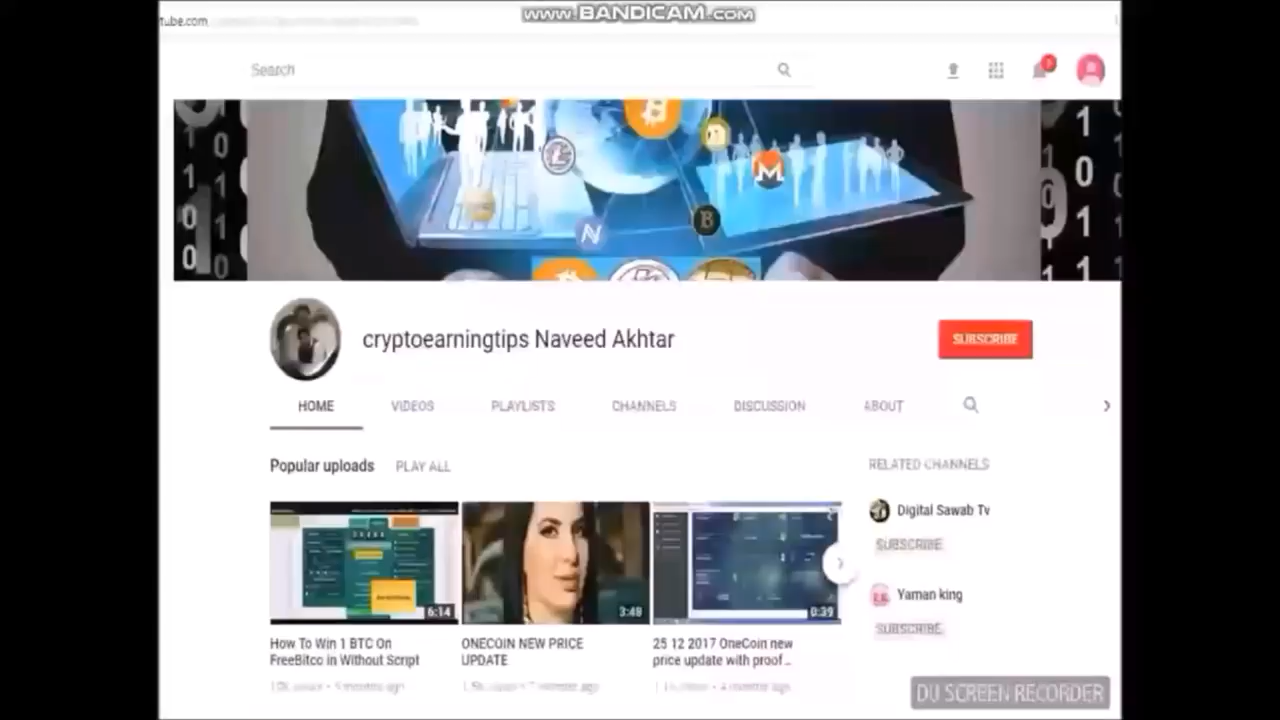 www.BANDICAM.COM
tube.com
Search
cryptoearningtips Naveed Akhtar
SUBSCRIBE
HOME VIDEOS PLAYLISTS CHANNELS DISCUSSION ABOUT
Popular uploads PLAY ALL
RELATED CHANNELS
Digital Sawab Tv
SUBSCRIBE
Yaman king
SUBSCRIBE
6:14
3:48
0:39
How To Win 1 BTC On
FreeBitco in Without Script
ONECOIN NEW PRICE
UPDATE
25 12 2017 OneCoin new
price update with proof...
DU SCREEN RECORDER